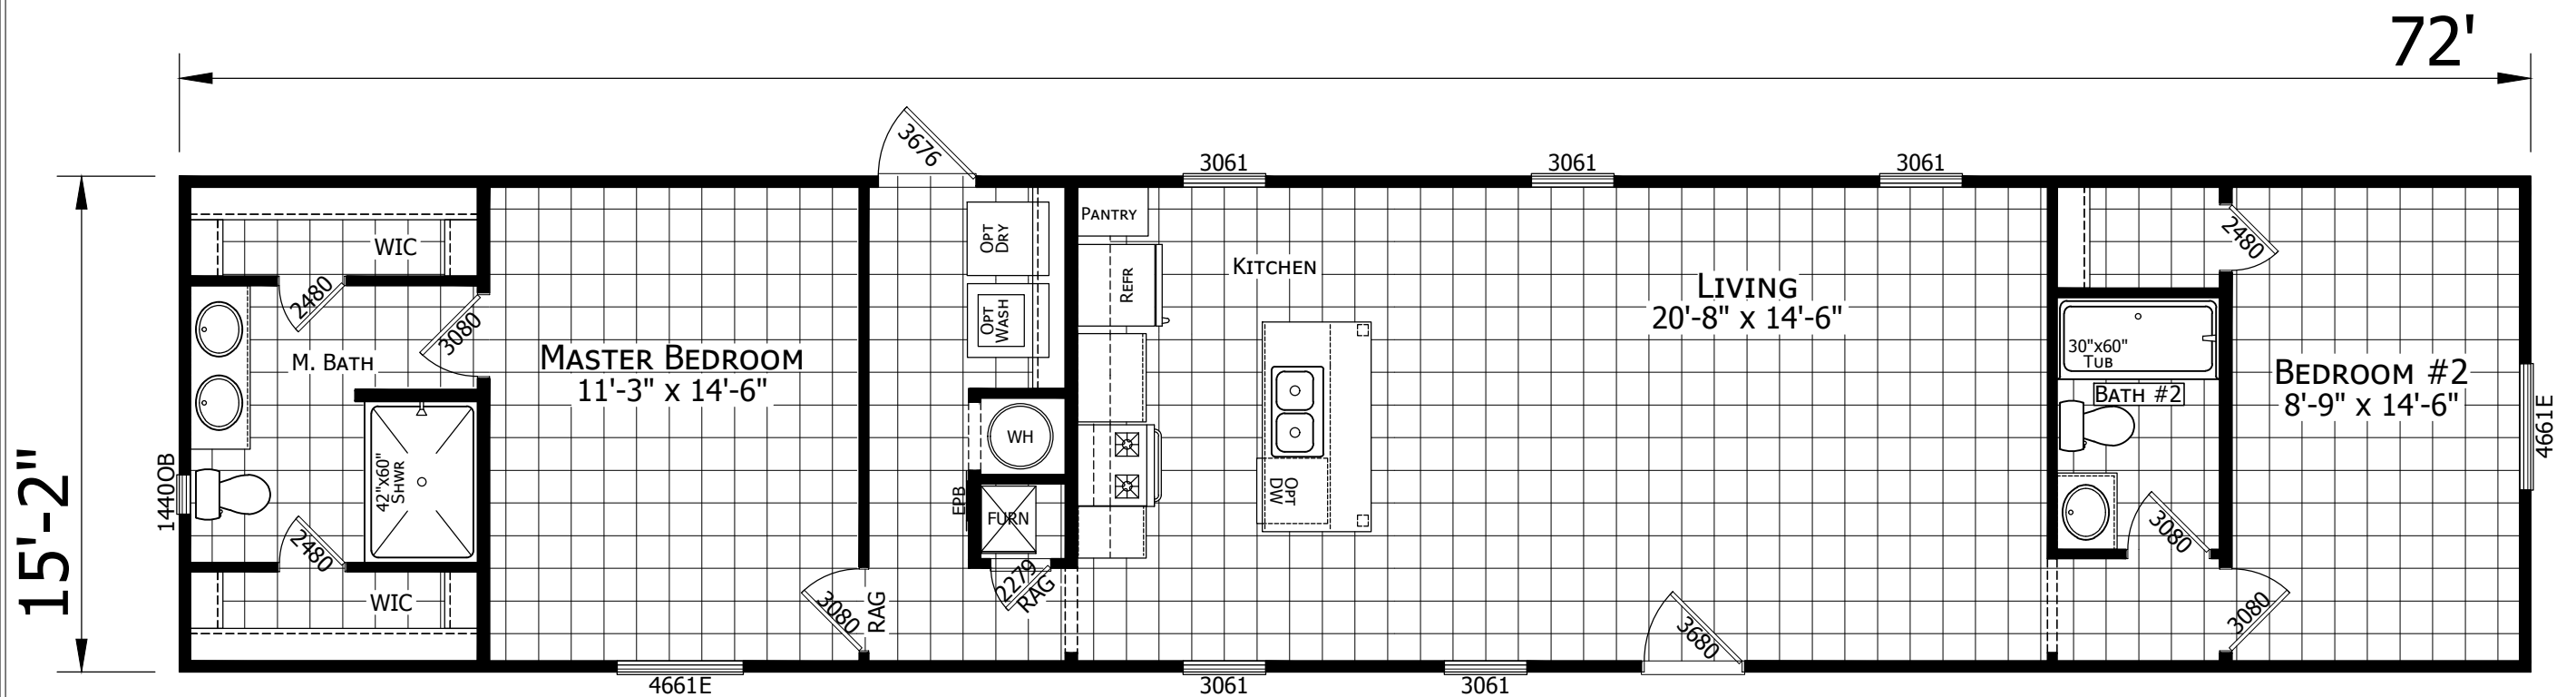 72'
3676
3061
3061
3061
PANTRY
WIC
OPT
DRY
2480
KITCHEN
REFR
LIVING
20'-8" X 14'-6"
2480
3080
OPT
WASH
M. BATH
MASTER BEDROOM
11'-3" X 14'-6"
30"x60"
TUB
BATH #2
BEDROOM #2
8'-9" X 14'-6"
4661E
WH
15'-2"
1440OB
42"x60"
SHWR
EPB
FURN
OPT
DW
2480
3080
2279
RAG
WIC
3080
RAG
3680
3080
4661E
3061
3061